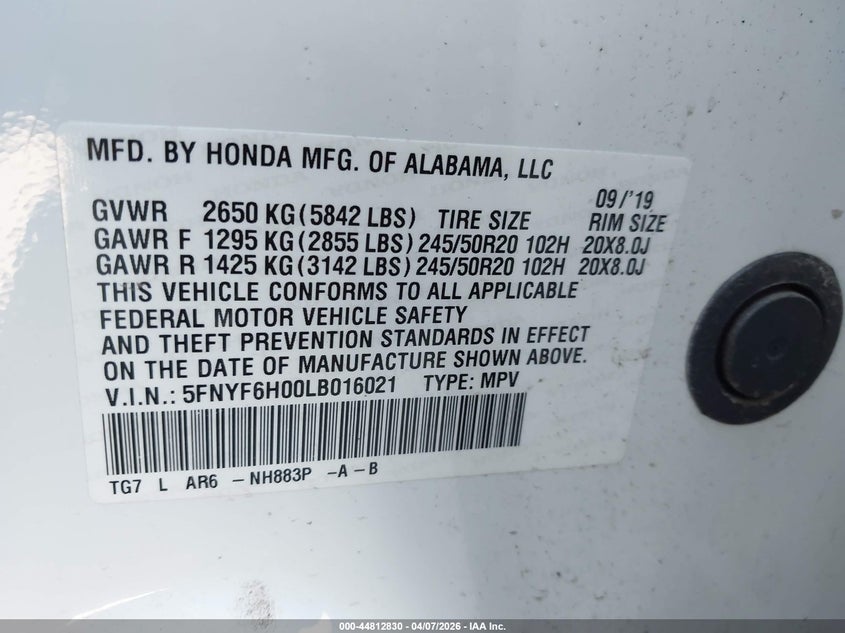 MFD. BY HONDA MFG. OF ALABAMA, LLC
09/'19
GVWR 2650 KG (5842 LBS) TIRE SIZE RIM SIZE
GAWR F 1295 KG (2855 LBS) 245/50R20 102H 20X8.0J
GAWR R 1425 KG (3142 LBS) 245/50R20 102H 20X8.0J
THIS VEHICLE CONFORMS TO ALL APPLICABLE
FEDERAL MOTOR VEHICLE SAFETY
AND THEFT PREVENTION STANDARDS IN EFFECT
ON THE DATE OF MANUFACTURE SHOWN ABOVE.
V.I.N.: 5FNYF6H00LB016021 TYPE: MPV
TG7 L AR6 - NH883P - A - B
000-44812830 - 04/07/2026 - IAA Inc.